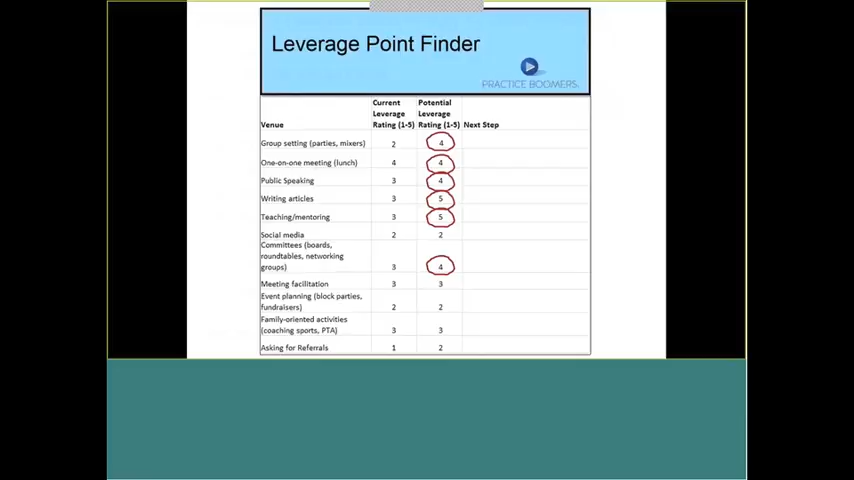 Leverage Point Finder
PRACTICE BOOMERS
Current Potential
Leverage Leverage
Venue Rating (1-5) Rating (1-5) Next Step
Group setting (parties, mixers) 2 4
One-on-one meeting (lunch) 4 4
Public Speaking 3 4
Writing articles 3 5
Teaching/mentoring 3 5
Social media 2 2
Committees (boards,
roundtables, networking
groups) 3 4
Meeting facilitation 3 3
Event planning (block parties,
fundraisers) 2 2
Family-oriented activities
(coaching sports, PTA) 3 3
Asking for Referrals 1 2